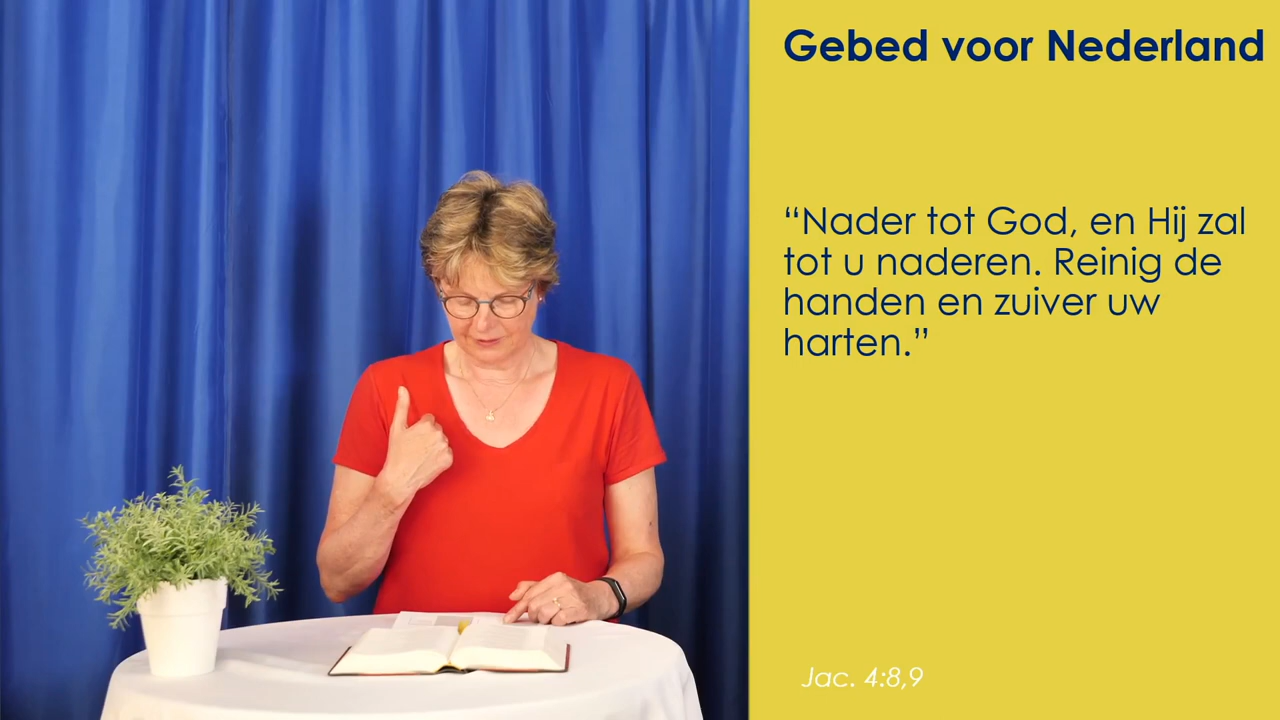 Gebed voor Nederland
“Nader tot God, en Hij zal
tot u naderen. Reinig de
handen en zuiver uw
harten.”
Jac. 4:8,9